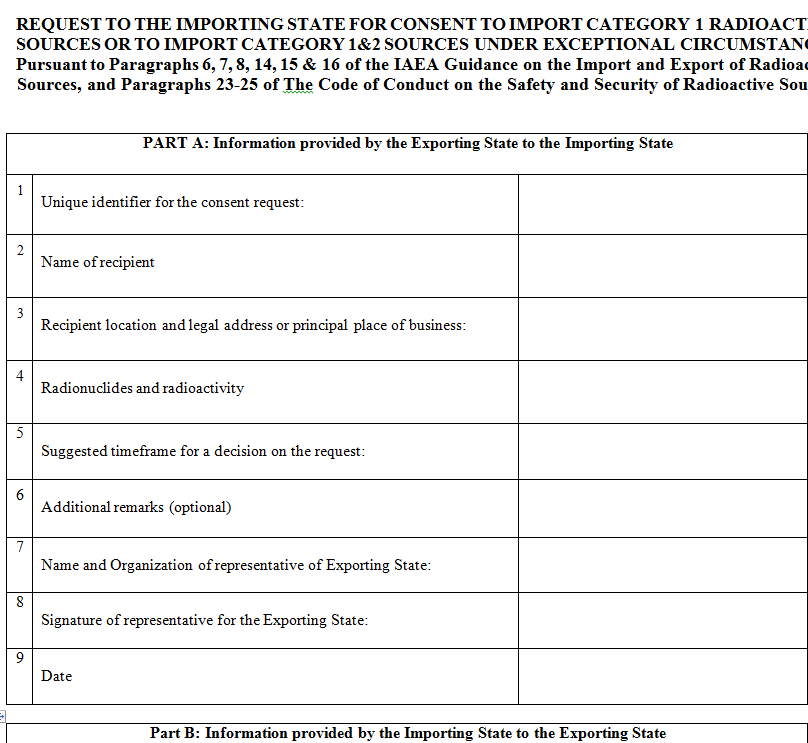 REQUEST TO THE IMPORTING STATE FOR CONSENT TO IMPORT CATEGORY 1 RADIOACT
SOURCES OR TO IMPORT CATEGORY 1&2 SOURCES UNDER EXCEPTIONAL CIRCUMSTAN
Pursuant to Paragraphs 6, 7, 8, 14, 15 & 16 of the IAEA Guidance on the Import and Export of Radioac
Sources, and Paragraphs 23-25 of The Code of Conduct on the Safety and Security of Radioactive Sou
PART A: Information provided by the Exporting State to the Importing State
1 Unique identifier for the consent request:
2 Name of recipient
3 Recipient location and legal address or principal place of business:
4 Radionuclides and radioactivity
5 Suggested timeframe for a decision on the request:
6 Additional remarks (optional)
7 Name and Organization of representative of Exporting State:
8 Signature of representative for the Exporting State:
9 Date
Part B: Information provided by the Importing State to the Exporting State